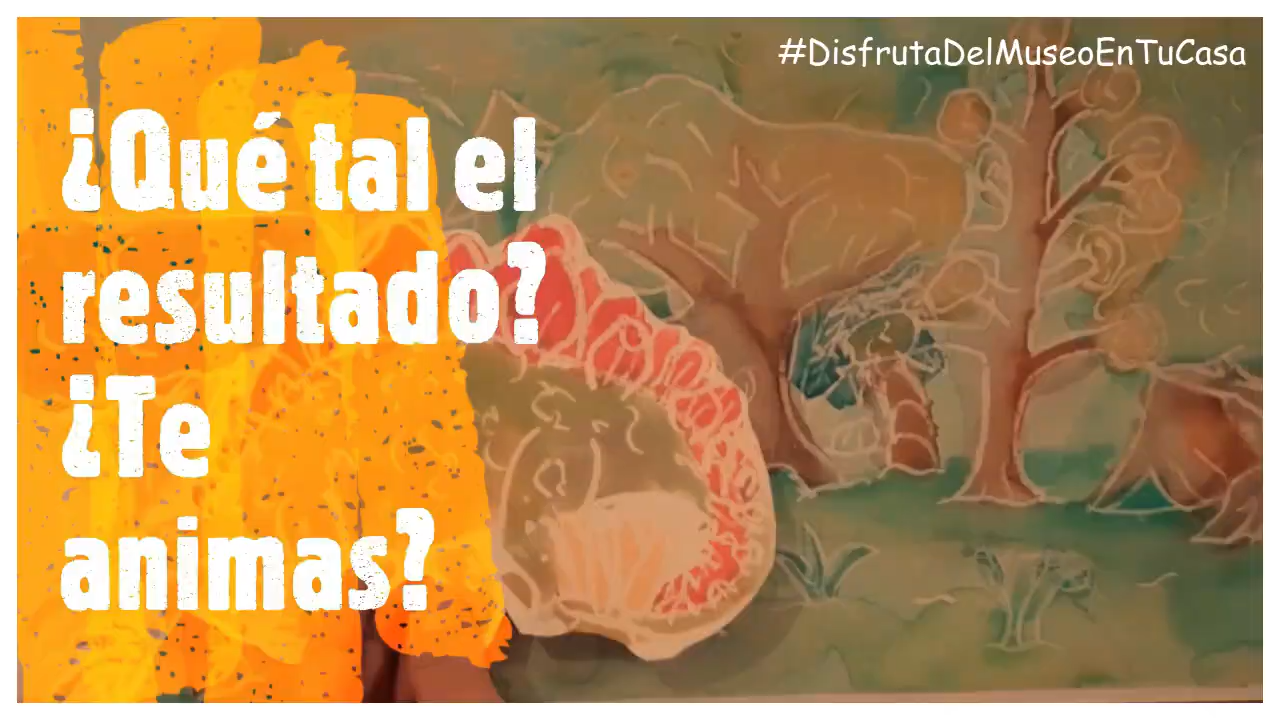 #DisfrutaDelMuseoEnTuCasa
¿Qué tal el
resultado?
¿Te
animas?